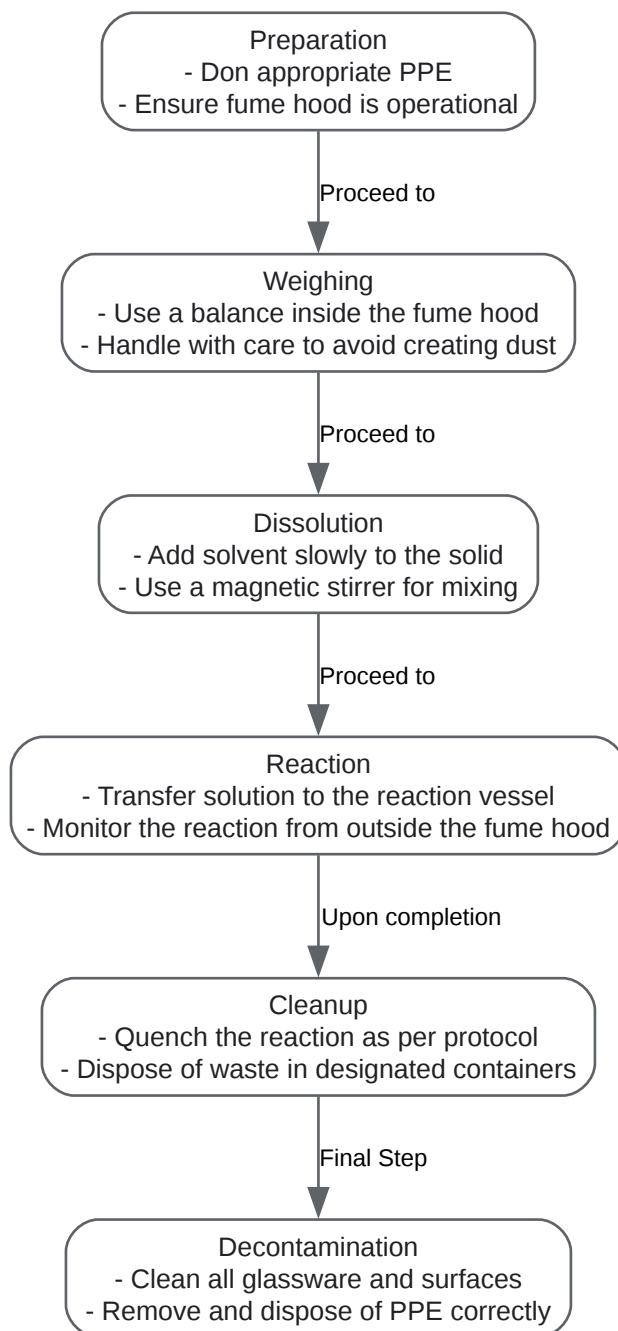 Preparation
- Don appropriate PPE
- Ensure fume hood is operational
Proceed to
Weighing
- Use a balance inside the fume hood
- Handle with care to avoid creating dust
Proceed to
Dissolution
- Add solvent slowly to the solid
- Use a magnetic stirrer for mixing
Proceed to
Reaction
- Transfer solution to the reaction vessel
- Monitor the reaction from outside the fume hood
Upon completion
Cleanup
- Quench the reaction as per protocol
- Dispose of waste in designated containers
Final Step
Decontamination
- Clean all glassware and surfaces
- Remove and dispose of PPE correctly